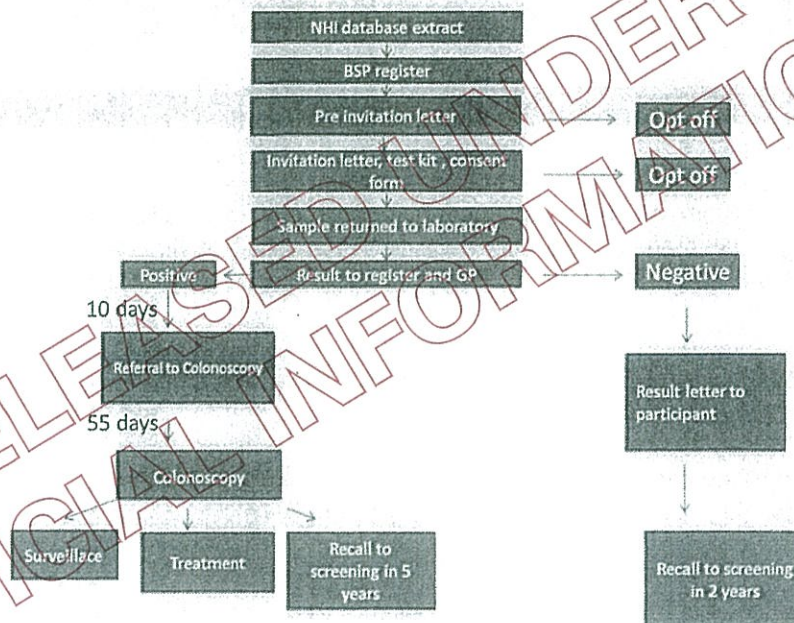 NHI database extract
BSP register
Pre invitation letter
Opt off
Invitation letter, test kit , consent
form
Opt off
Sample returned to laboratory
Positive
Result to register and GP
Negative
10 days
Referral to Colonoscopy
Result letter to
participant
55 days
Colonoscopy
Surveillace
Treatment
Recall to
screening in 5
years
Recall to screening
in 2 years
RELEASED UNDER
OFFICIAL INFORMATION